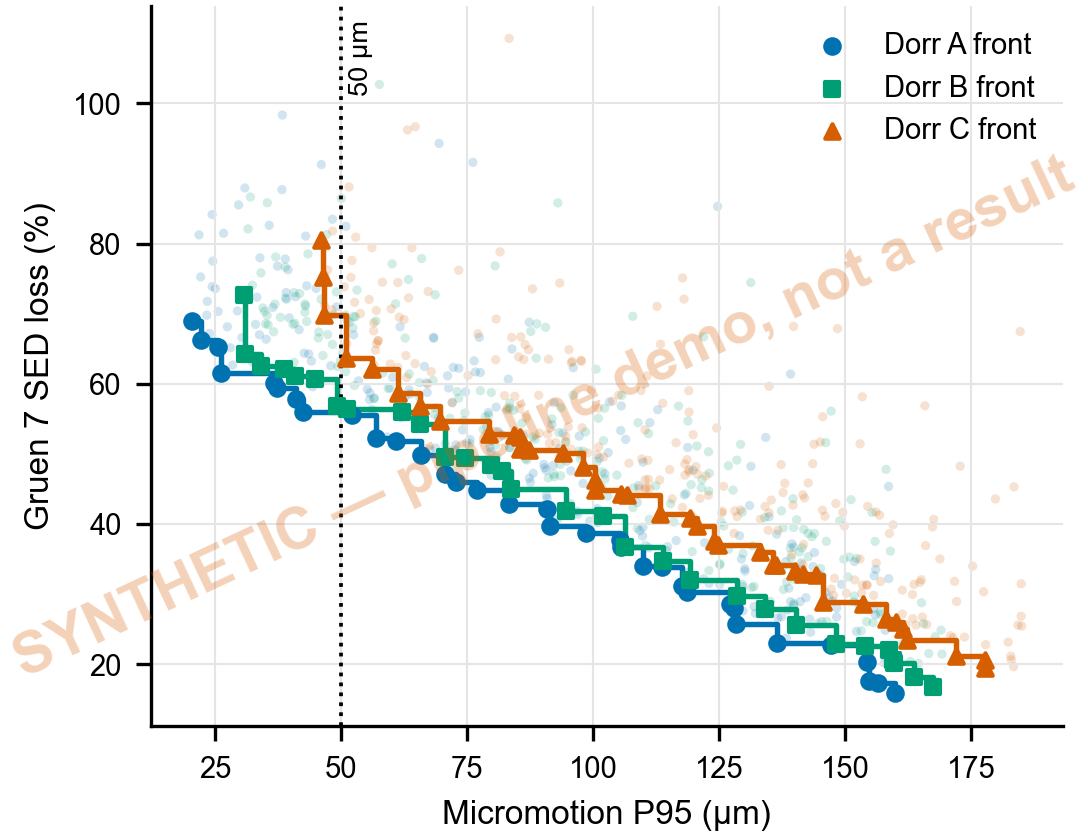 50 µm
Dorr A front
Dorr B front
Dorr C front
100
80
60
40
20
Gruen 7 SED loss (%)
25 50 75 100 125 150 175
Micromotion P95 (µm)
SYNTHETIC — pipeline demo, not a result